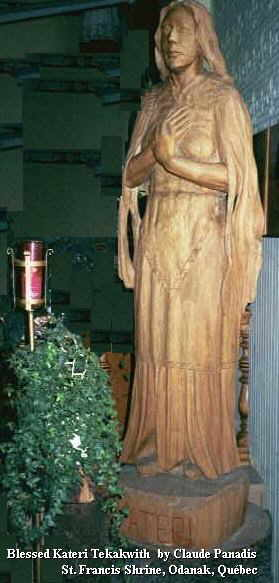 KATERI
Blessed Kateri Tekakwith by Claude Panadis
St. Francis Shrine, Odanak, Québec